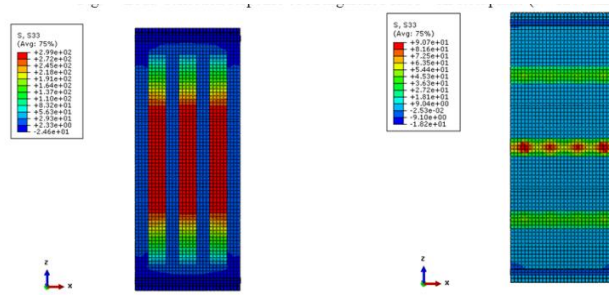 S, S33
(Avg: 75%)
+2.99e+02
+2.72e+02
+2.45e+02
+2.18e+02
+1.91e+02
+1.64e+02
+1.37e+02
+1.10e+02
+8.32e+01
+5.63e+01
+2.93e+01
+2.33e+00
-2.46e+01
z
x
S, S33
(Avg: 75%)
+9.07e+01
+8.16e+01
+7.25e+01
+6.35e+01
+5.44e+01
+4.53e+01
+3.63e+01
+2.72e+01
+1.81e+01
+9.04e+00
-2.53e-02
-9.10e+00
-1.82e+01
z
x